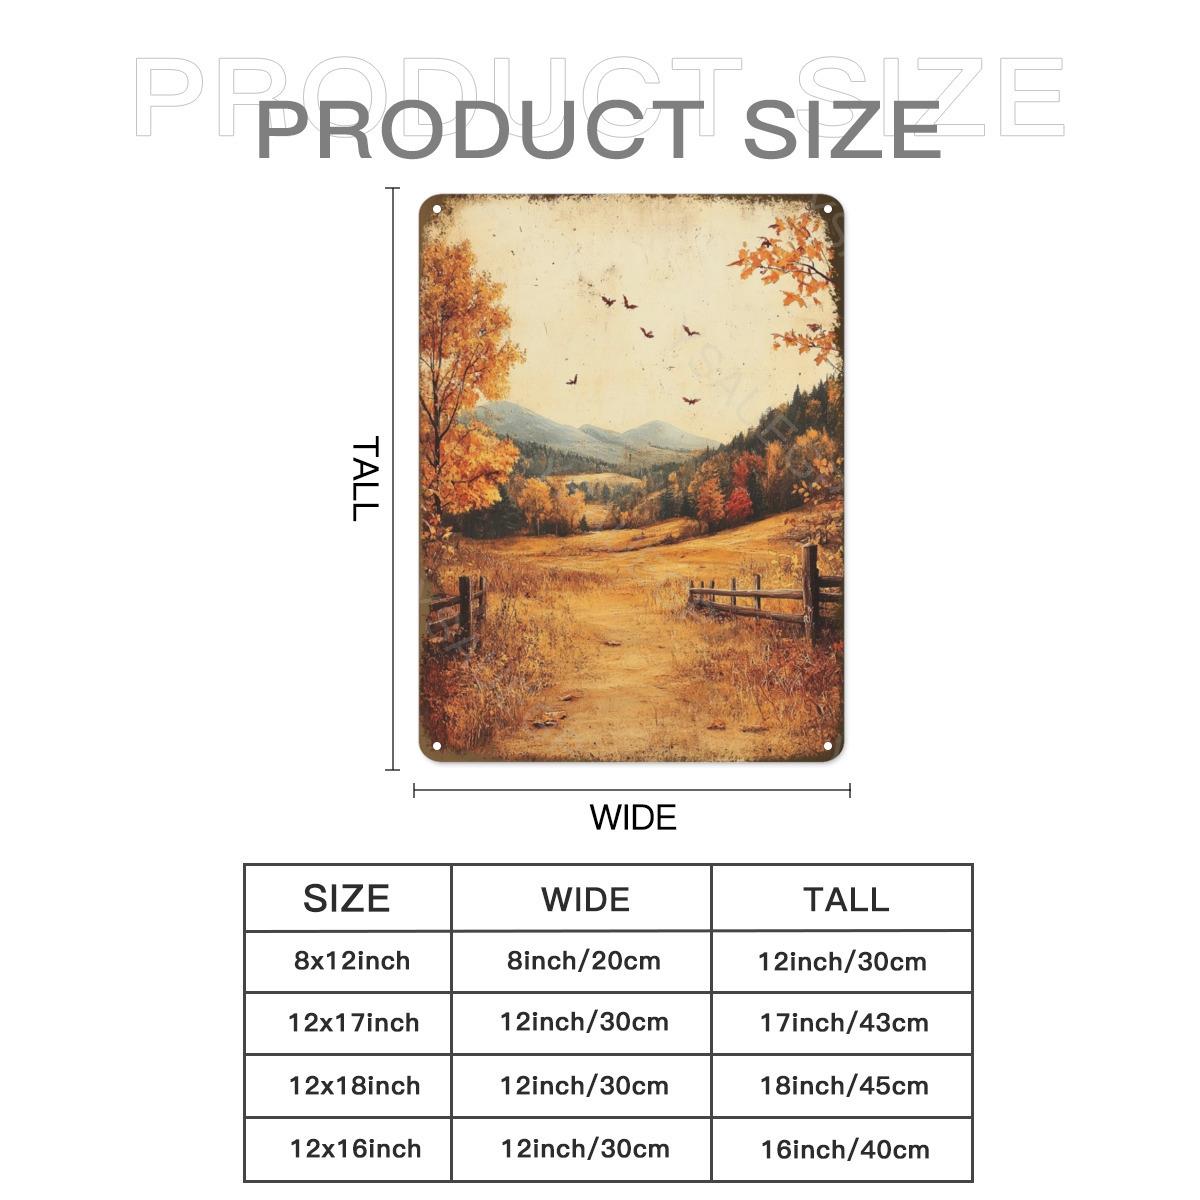 PRODUCT SIZE
PRODUCT SIZE
TALL
WIDE
SIZE WIDE TALL
8x12inch 8inch/20cm 12inch/30cm
12x17inch 12inch/30cm 17inch/43cm
12x18inch 12inch/30cm 18inch/45cm
12x16inch 12inch/30cm 16inch/40cm